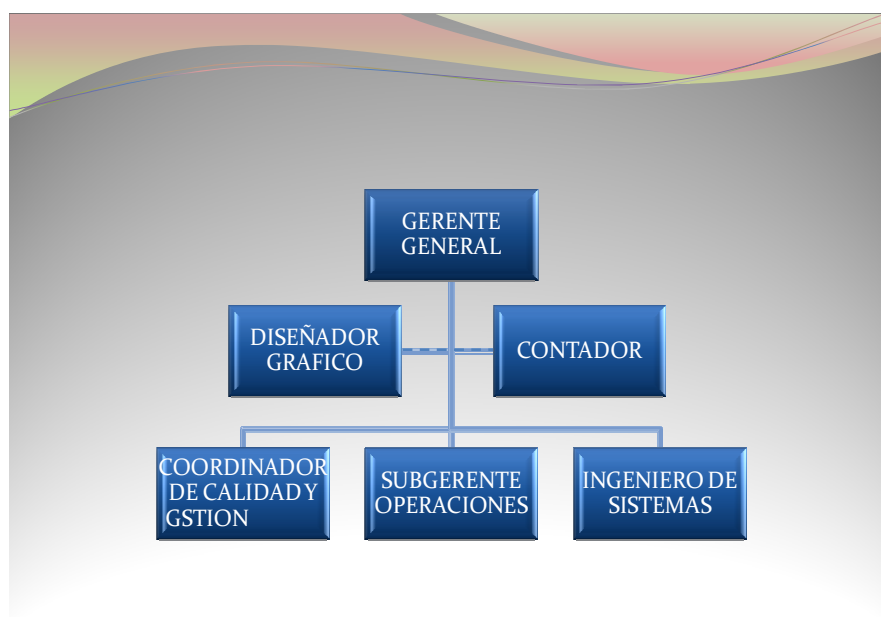 GERENTE
GENERAL
DISEÑADOR
GRAFICO
CONTADOR
COORDINADOR
DE CALIDAD Y
GSTION
SUBGERENTE
OPERACIONES
INGENIERO DE
SISTEMAS